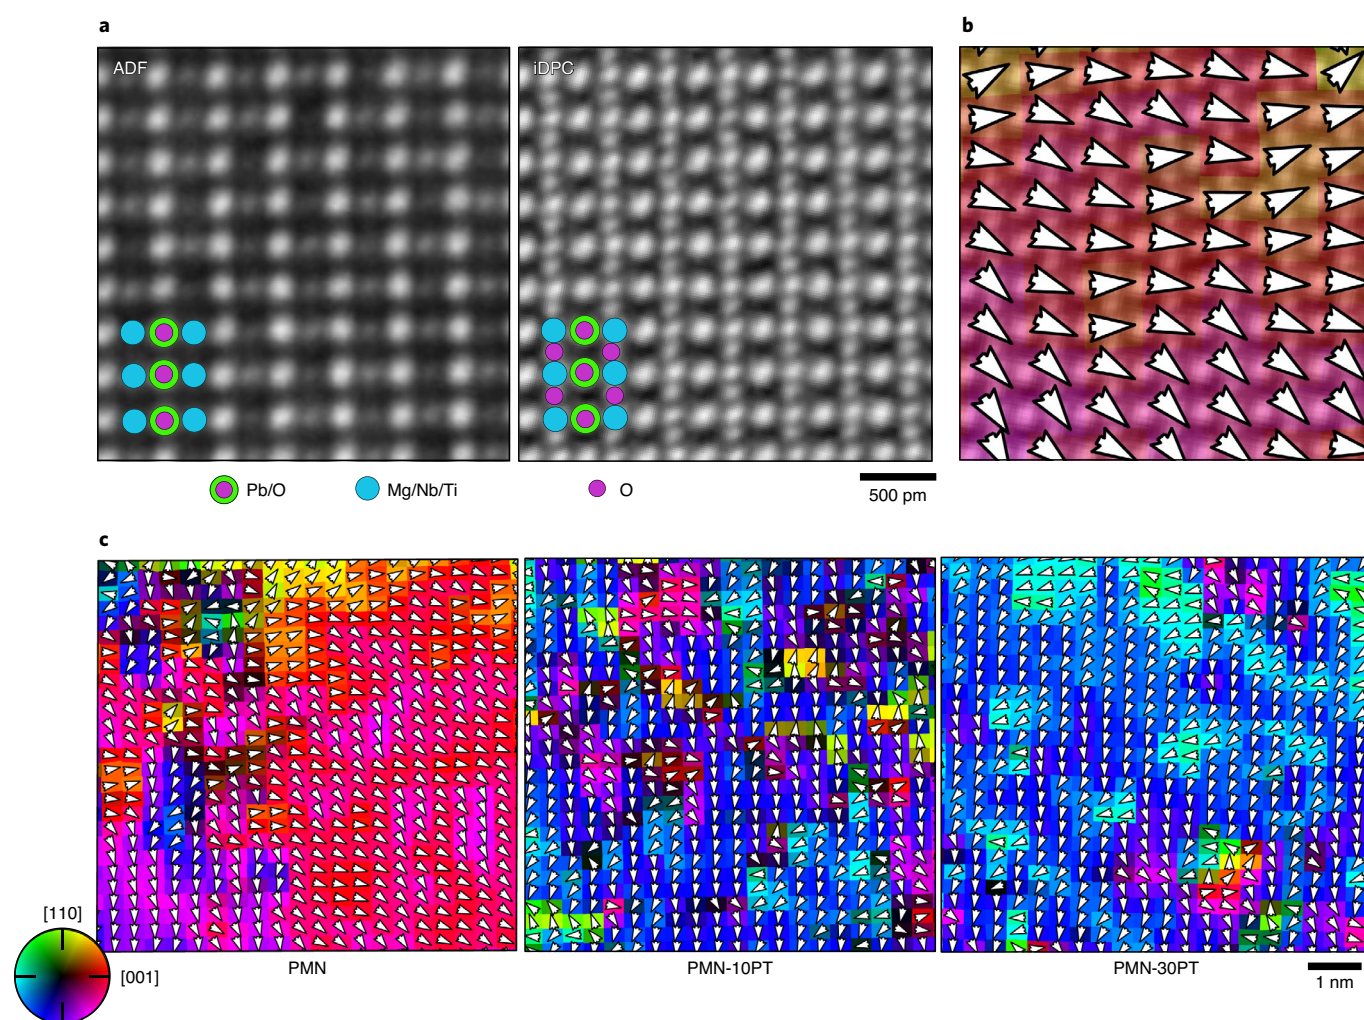 a
b
ADF
iDPC
Pb/O
Mg/Nb/Ti
O
500 pm
c
[110]
[001]
PMN
PMN-10PT
PMN-30PT
1 nm